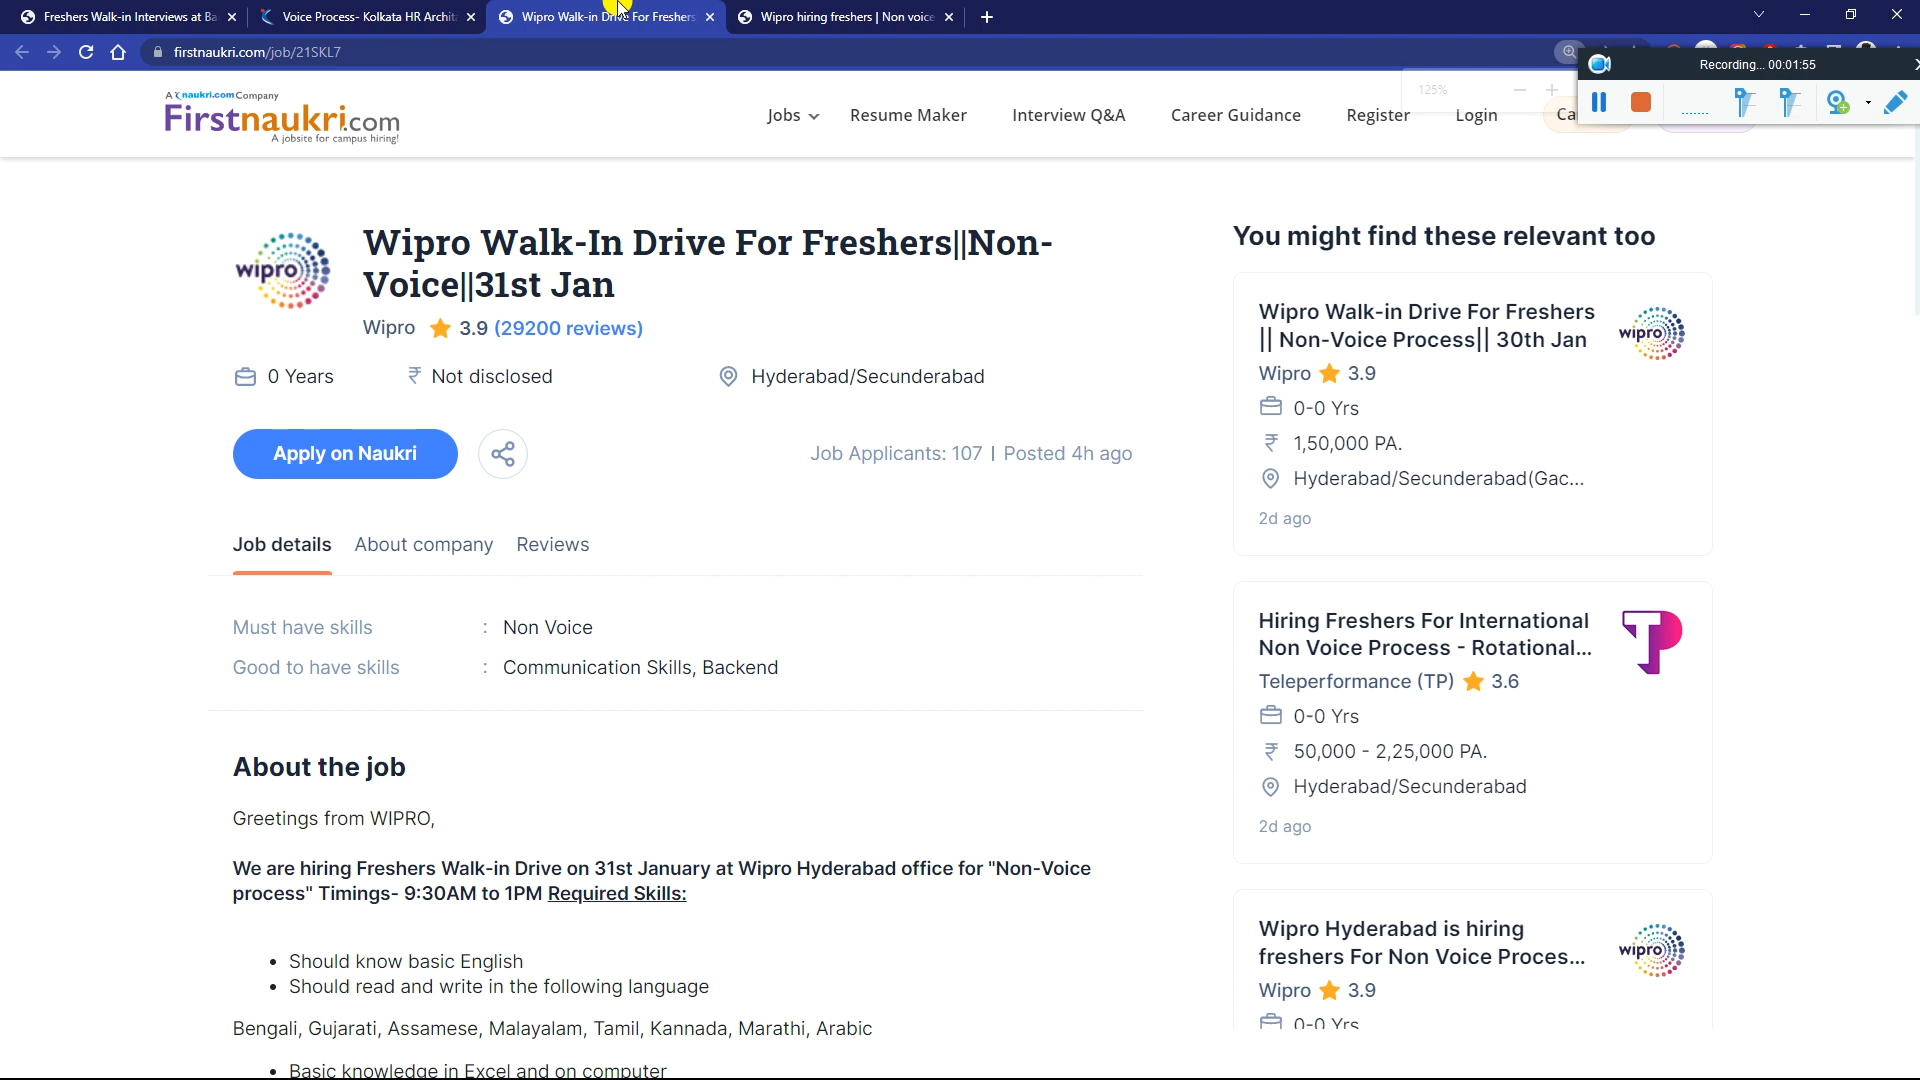 Freshers Walk-in Interviews at Ba
Voice Process- Kolkata HR Archit
Wipro Walk-in Drive For Freshers
Wipro hiring freshers | Non voice
firstnaukri.com/job/21SKL7
Recording... 00:01:55
125%
A naukri.com Company
Firstnaukri.com
A jobsite for campus hiring!
Jobs
Resume Maker
Interview Q&A
Career Guidance
Register
Login
Ca
wipro
Wipro Walk-In Drive For Freshers||Non-
Voice||31st Jan
Wipro 3.9 (29200 reviews)
0 Years
₹ Not disclosed
Hyderabad/Secunderabad
Apply on Naukri
Job Applicants: 107 | Posted 4h ago
Job details
About company
Reviews
Must have skills : Non Voice
Good to have skills : Communication Skills, Backend
About the job
Greetings from WIPRO,
We are hiring Freshers Walk-in Drive on 31st January at Wipro Hyderabad office for "Non-Voice
process" Timings- 9:30AM to 1PM Required Skills:
• Should know basic English
• Should read and write in the following language
Bengali, Gujarati, Assamese, Malayalam, Tamil, Kannada, Marathi, Arabic
• Basic knowledge in Excel and on computer
You might find these relevant too
Wipro Walk-in Drive For Freshers
|| Non-Voice Process|| 30th Jan
wipro
Wipro 3.9
0-0 Yrs
₹ 1,50,000 PA.
Hyderabad/Secunderabad(Gac...
2d ago
Hiring Freshers For International
Non Voice Process - Rotational...
TP
Teleperformance (TP) 3.6
0-0 Yrs
₹ 50,000 - 2,25,000 PA.
Hyderabad/Secunderabad
2d ago
Wipro Hyderabad is hiring
freshers For Non Voice Proces...
wipro
Wipro 3.9
0-0 Yrs